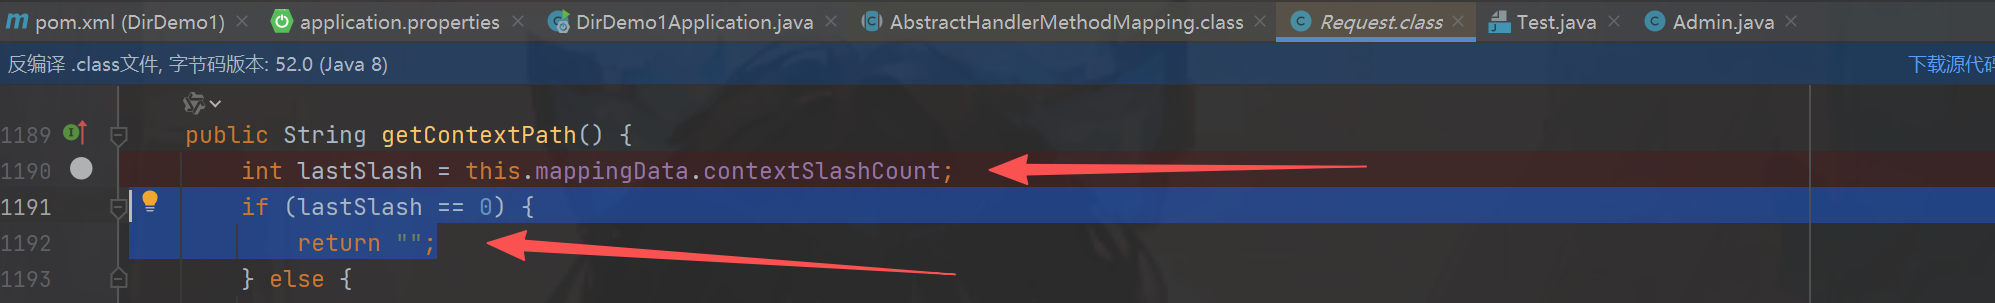 pom.xml (DirDemo1) application.properties DirDemo1Application.java AbstractHandlerMethodMapping.class Request.class Test.java Admin.java
反编译 .class文件, 字节码版本: 52.0 (Java 8) 下载源代码
1189 public String getContextPath() {
1190 int lastSlash = this.mappingData.contextSlashCount;
1191 if (lastSlash == 0) {
1192 return "";
1193 } else {